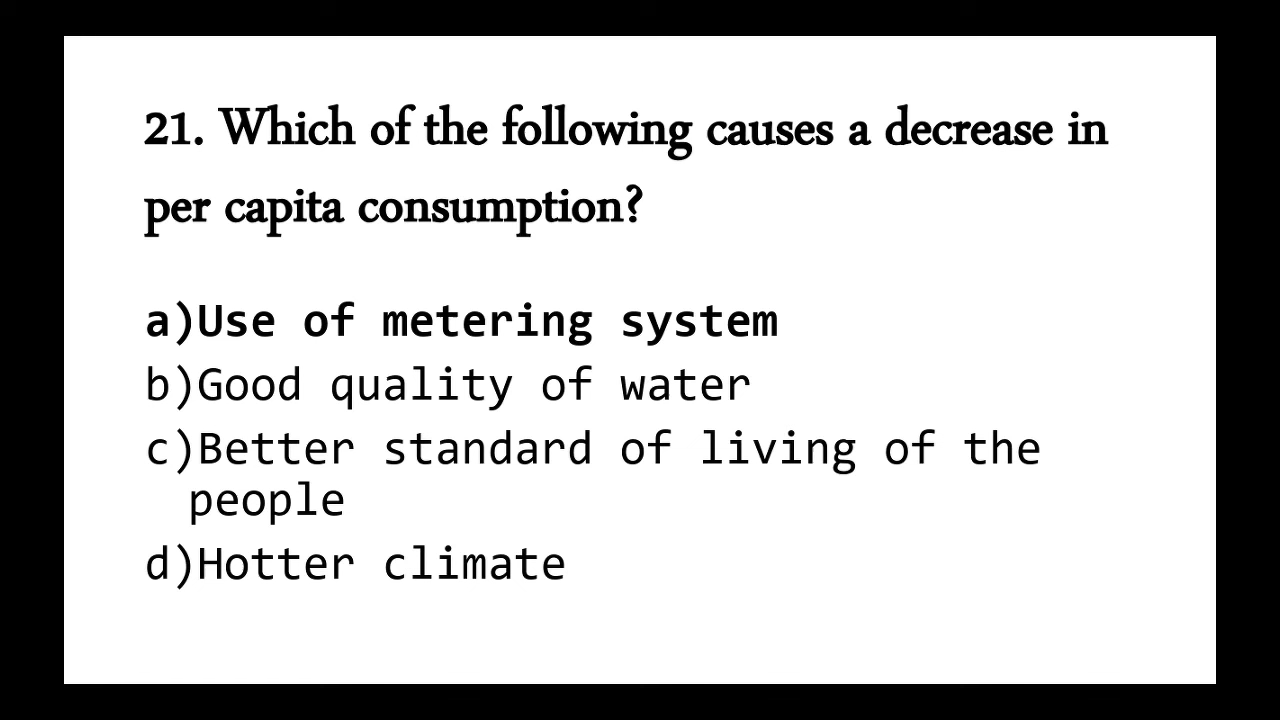 21. Which of the following causes a decrease in
per capita consumption?
a)Use of metering system
b)Good quality of water
c)Better standard of living of the
people
d)Hotter climate